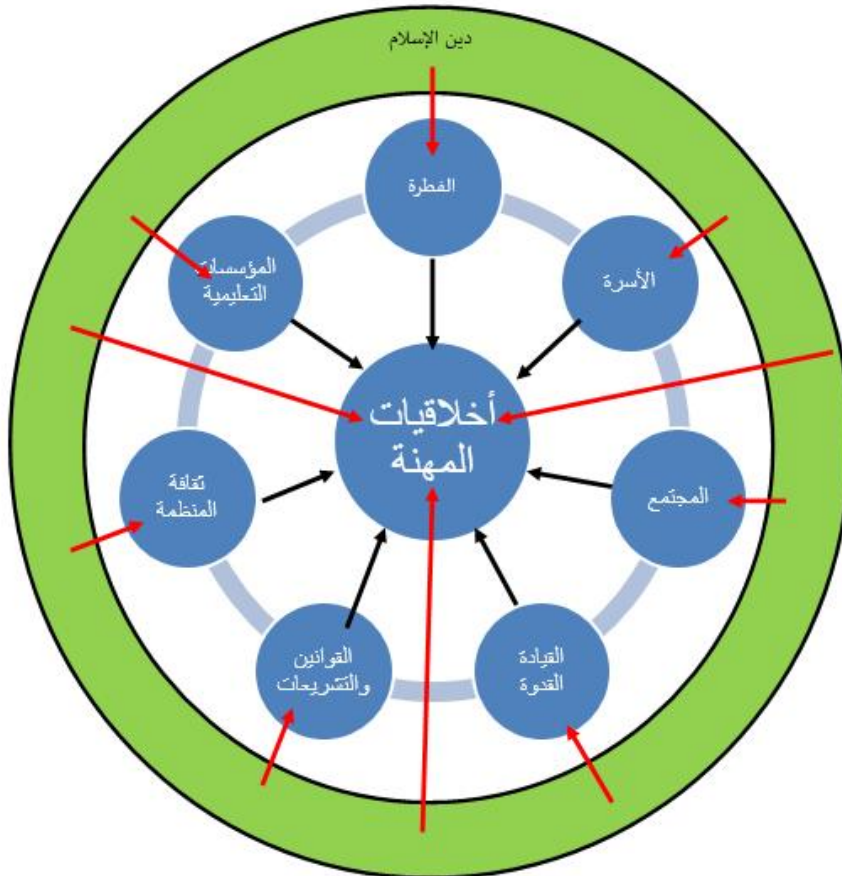 دين الإسلام
الفطرة
الأسرة
المؤسسات
التعليمية
أخلاقيات
المهنة
المجتمع
ثقافة
المنظمة
القيادة
القدوة
القوانين
والتشريعات